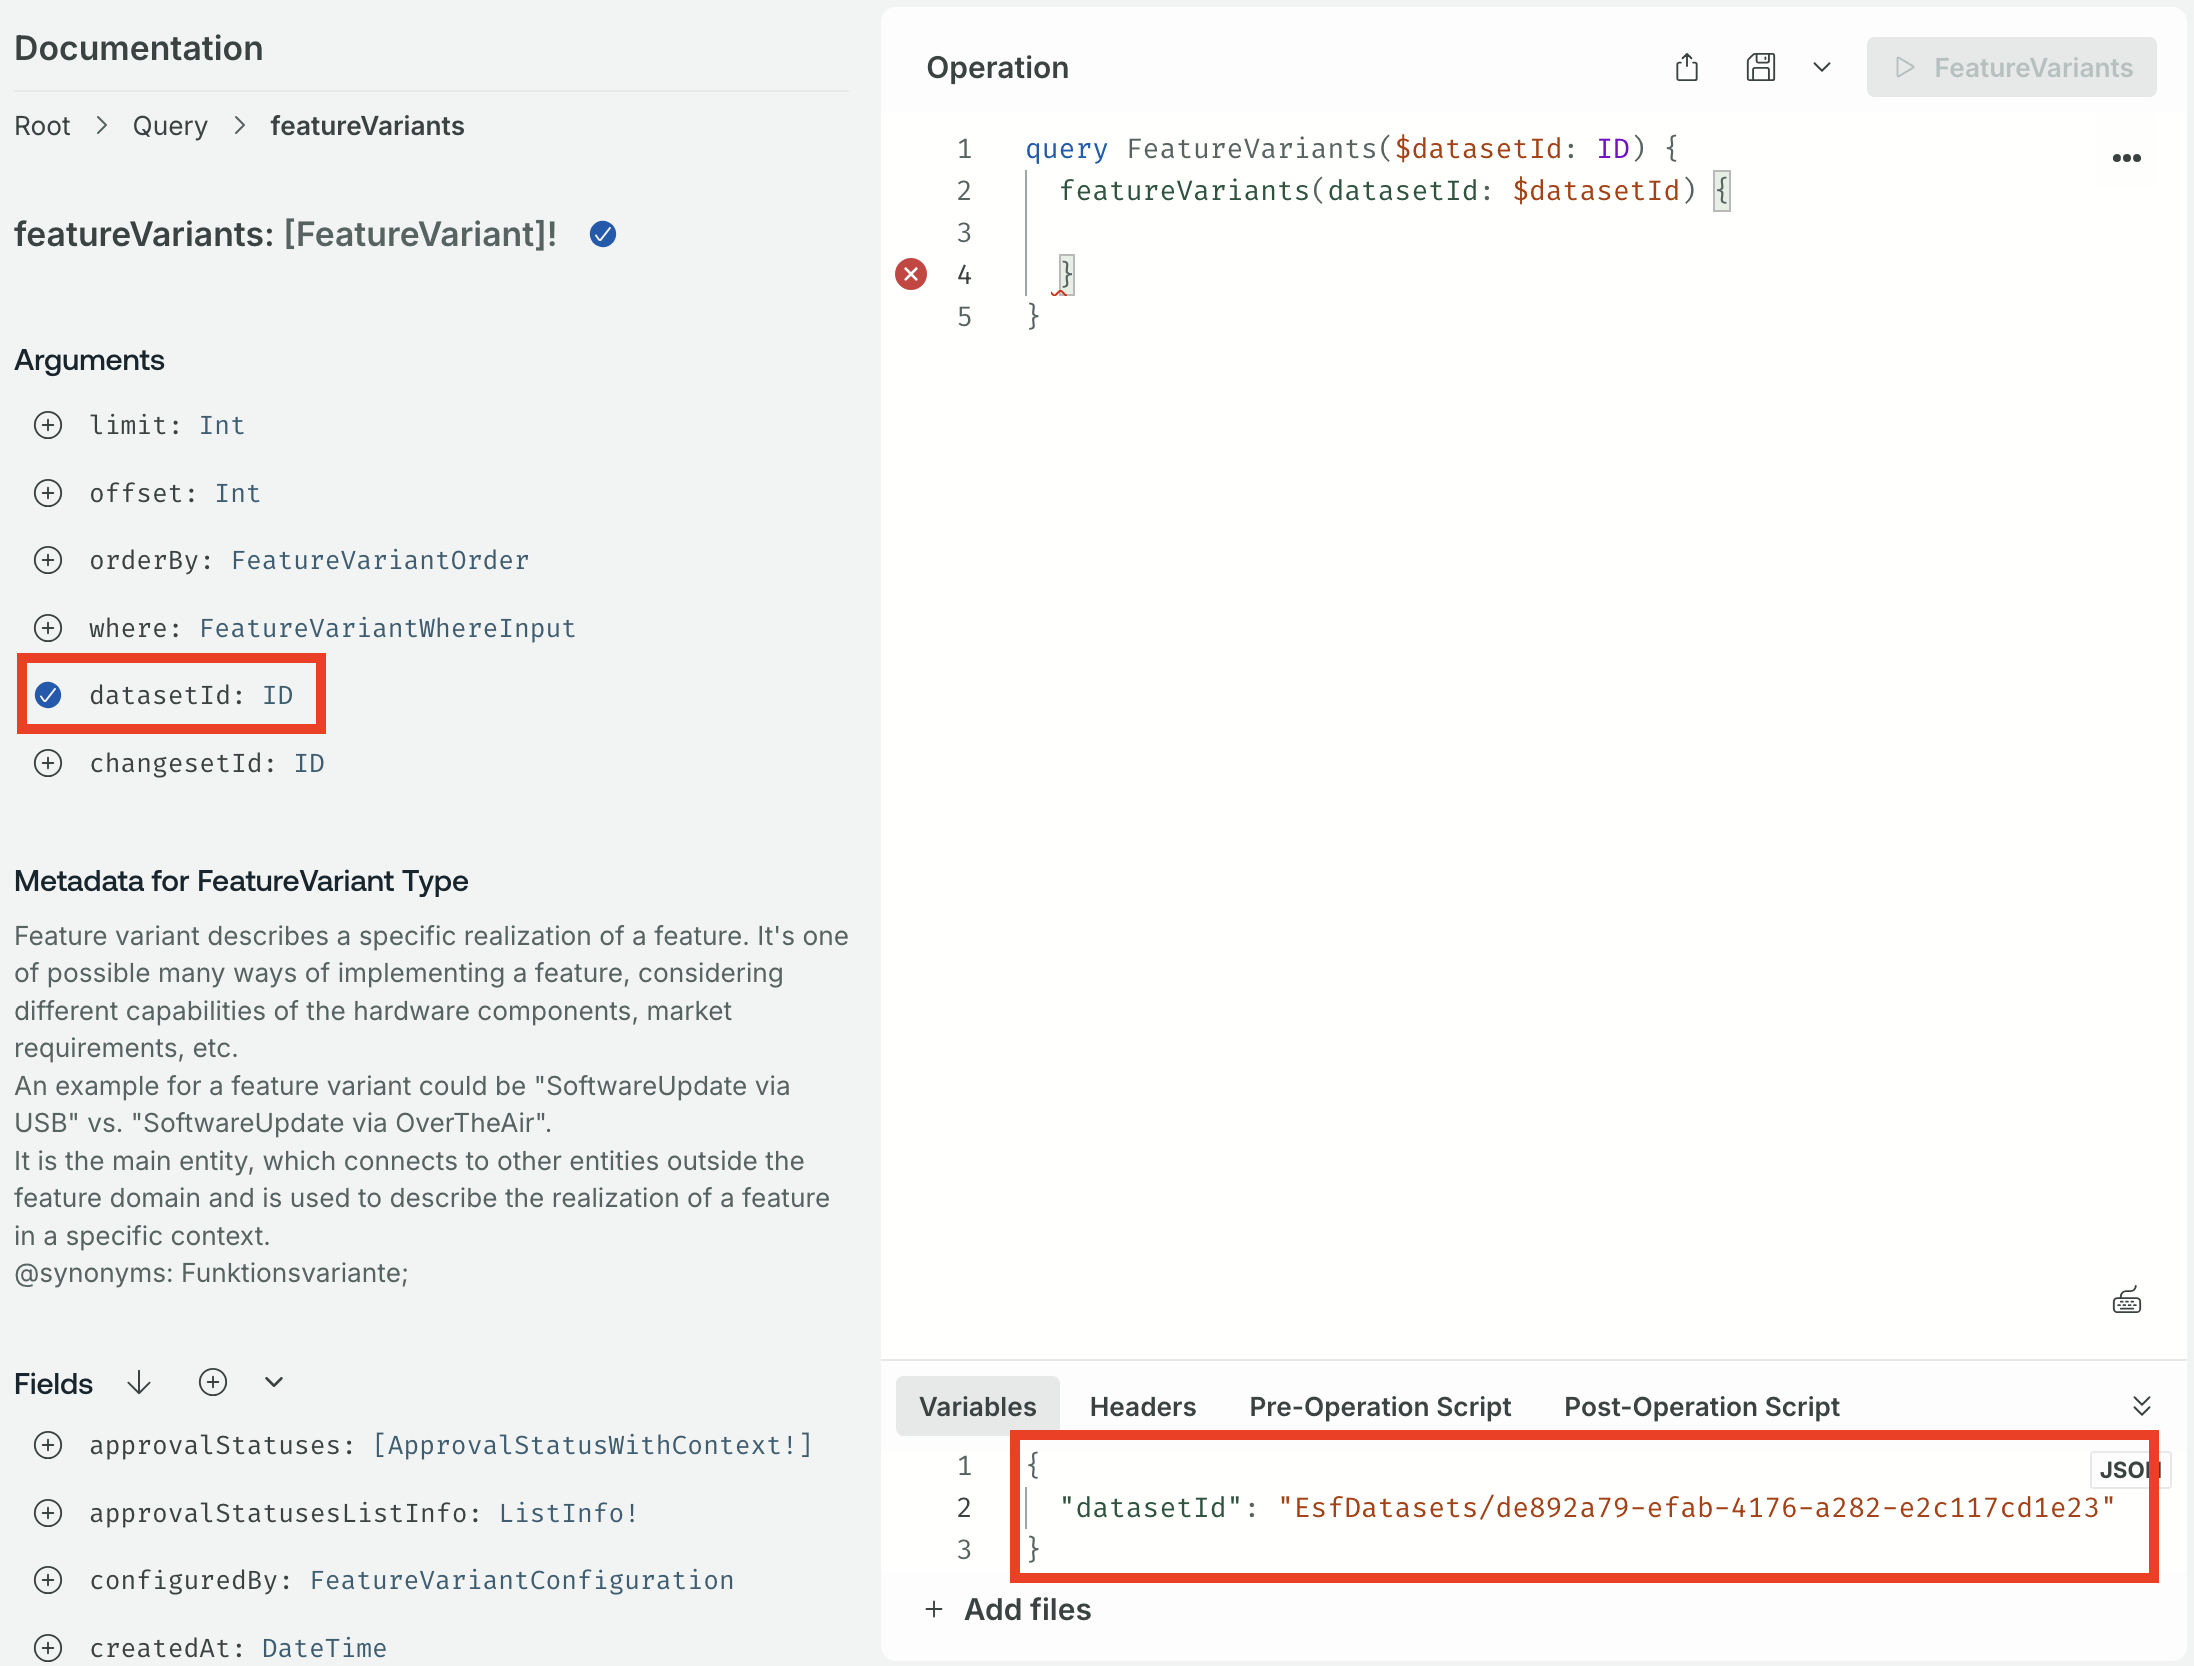 Documentation
Root > Query > featureVariants
featureVariants: [FeatureVariant]!
Arguments
limit: Int
offset: Int
orderBy: FeatureVariantOrder
where: FeatureVariantWhereInput
datasetId: ID
changesetId: ID
Metadata for FeatureVariant Type
Feature variant describes a specific realization of a feature. It's one
of possible many ways of implementing a feature, considering
different capabilities of the hardware components, market
requirements, etc.
An example for a feature variant could be "SoftwareUpdate via
USB" vs. "SoftwareUpdate via OverTheAir".
It is the main entity, which connects to other entities outside the
feature domain and is used to describe the realization of a feature
in a specific context.
@synonyms: Funktionsvariante;
Fields
approvalStatuses: [ApprovalStatusWithContext!]
approvalStatusesListInfo: ListInfo!
configuredBy: FeatureVariantConfiguration
createdAt: DateTime
Operation
FeatureVariants
1 query FeatureVariants($datasetId: ID) {
2 featureVariants(datasetId: $datasetId) {
3
4 }
5 }
Variables Headers Pre-Operation Script Post-Operation Script
1 {
JSON
2 "datasetId": "EsfDatasets/de892a79-efab-4176-a282-e2c117cd1e23"
3 }
+ Add files